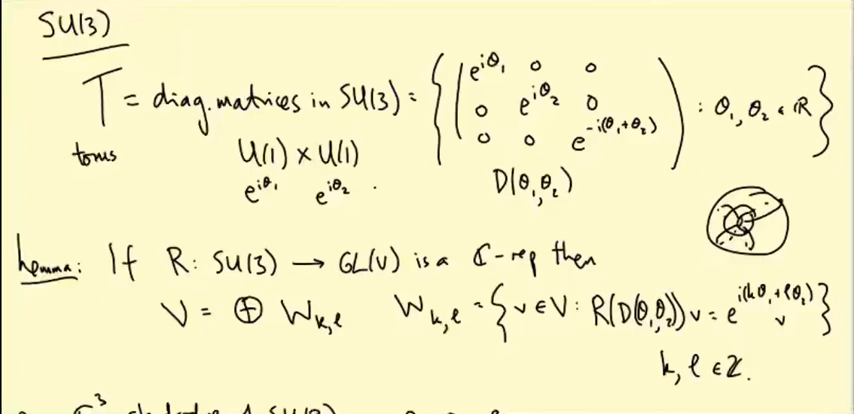 SU(3)
T = diag. matrices in SU(3) = { ( e^{iθ_1} 0 0
0 e^{iθ_2} 0
0 0 e^{-i(θ_1+θ_2)} ) : θ_1, θ_2 ∈ ℝ }
torus U(1) × U(1)
e^{iθ_1} e^{iθ_2} . D(θ_1, θ_2)
Lemma: If R: SU(3) → GL(V) is a ℂ-rep then
V = ⊕ W_{k,ℓ} W_{k,ℓ} = { v ∈ V : R(D(θ_1,θ_2)) v = e^{i(kθ_1+ℓθ_2)} v }
k, ℓ ∈ ℤ.
ℂ^3